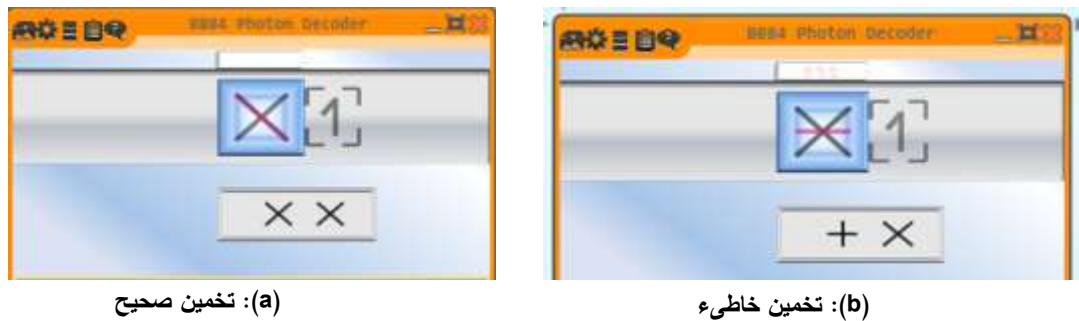 BB84 Photon Decoder
1
× ×
(a): تخمين صحيح
BB84 Photon Decoder
1
+ ×
(b): تخمين خاطىء